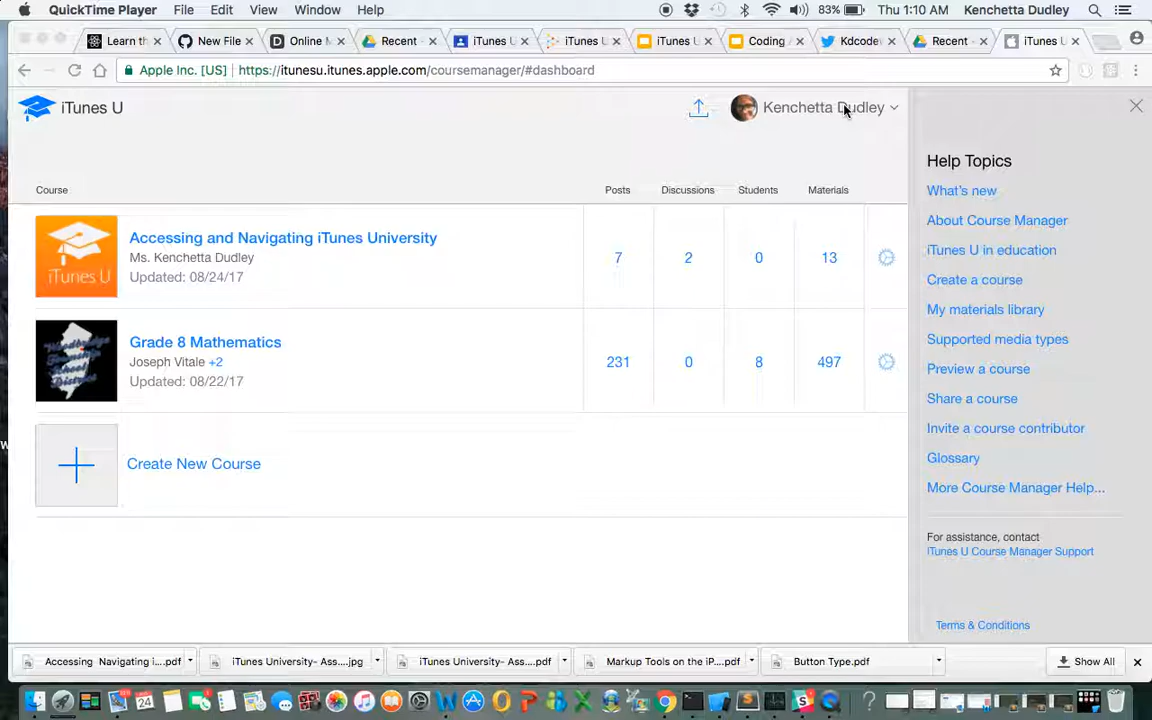 QuickTime Player File Edit View Window Help 83% Thu 1:10 AM Kenchetta Dudley
Learn th New File Online M Recent - iTunes U iTunes U iTunes U Coding / Kdcode Recent - iTunes U
Apple Inc. [US] https://itunesu.itunes.apple.com/coursemanager/#dashboard
iTunes U Kenchetta Dudley
Course Posts Discussions Students Materials
iTunes U
Accessing and Navigating iTunes University
Ms. Kenchetta Dudley
Updated: 08/24/17
7 2 0 13
Grade 8 Mathematics
Joseph Vitale +2
Updated: 08/22/17
231 0 8 497
Create New Course
Help Topics
What's new
About Course Manager
iTunes U in education
Create a course
My materials library
Supported media types
Preview a course
Share a course
Invite a course contributor
Glossary
More Course Manager Help...
For assistance, contact
iTunes U Course Manager Support
Terms & Conditions
Accessing Navigating i....pdf iTunes University- Ass....jpg iTunes University- Ass....pdf Markup Tools on the iP....pdf Button Type.pdf Show All
24